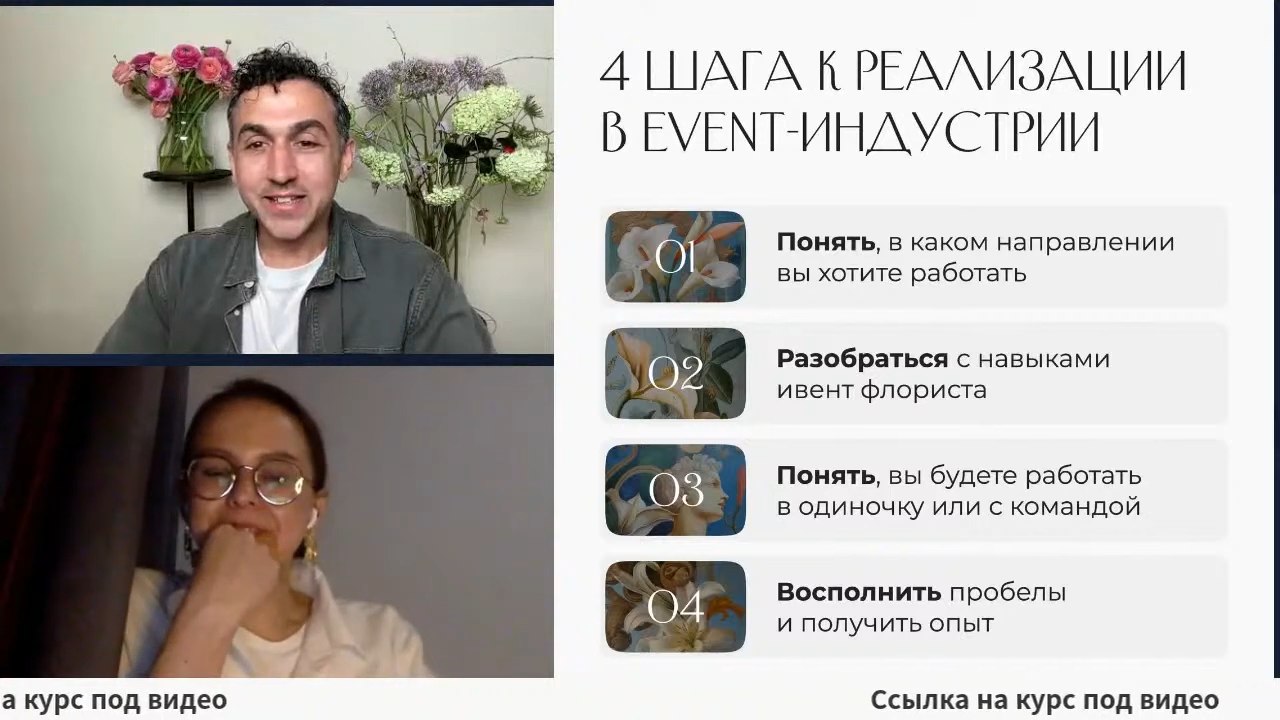 4 ШАГА К РЕАЛИЗАЦИИ
В EVENT-ИНДУСТРИИ
01
Понять, в каком направлении
вы хотите работать
02
Разобраться с навыками
ивент флориста
03
Понять, вы будете работать
в одиночку или с командой
04
Восполнить пробелы
и получить опыт
а курс под видео
Ссылка на курс под видео